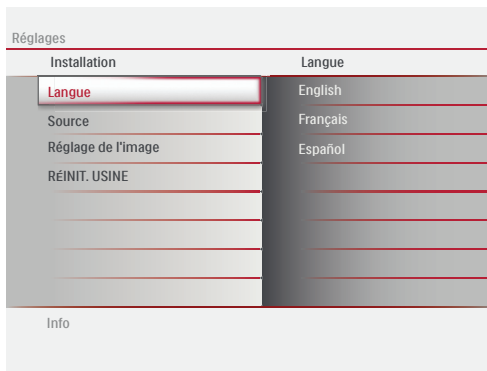 Réglages
Installation
Langue
Langue
English
Source
Français
Réglage de l'image
Español
RÉINIT. USINE
Info